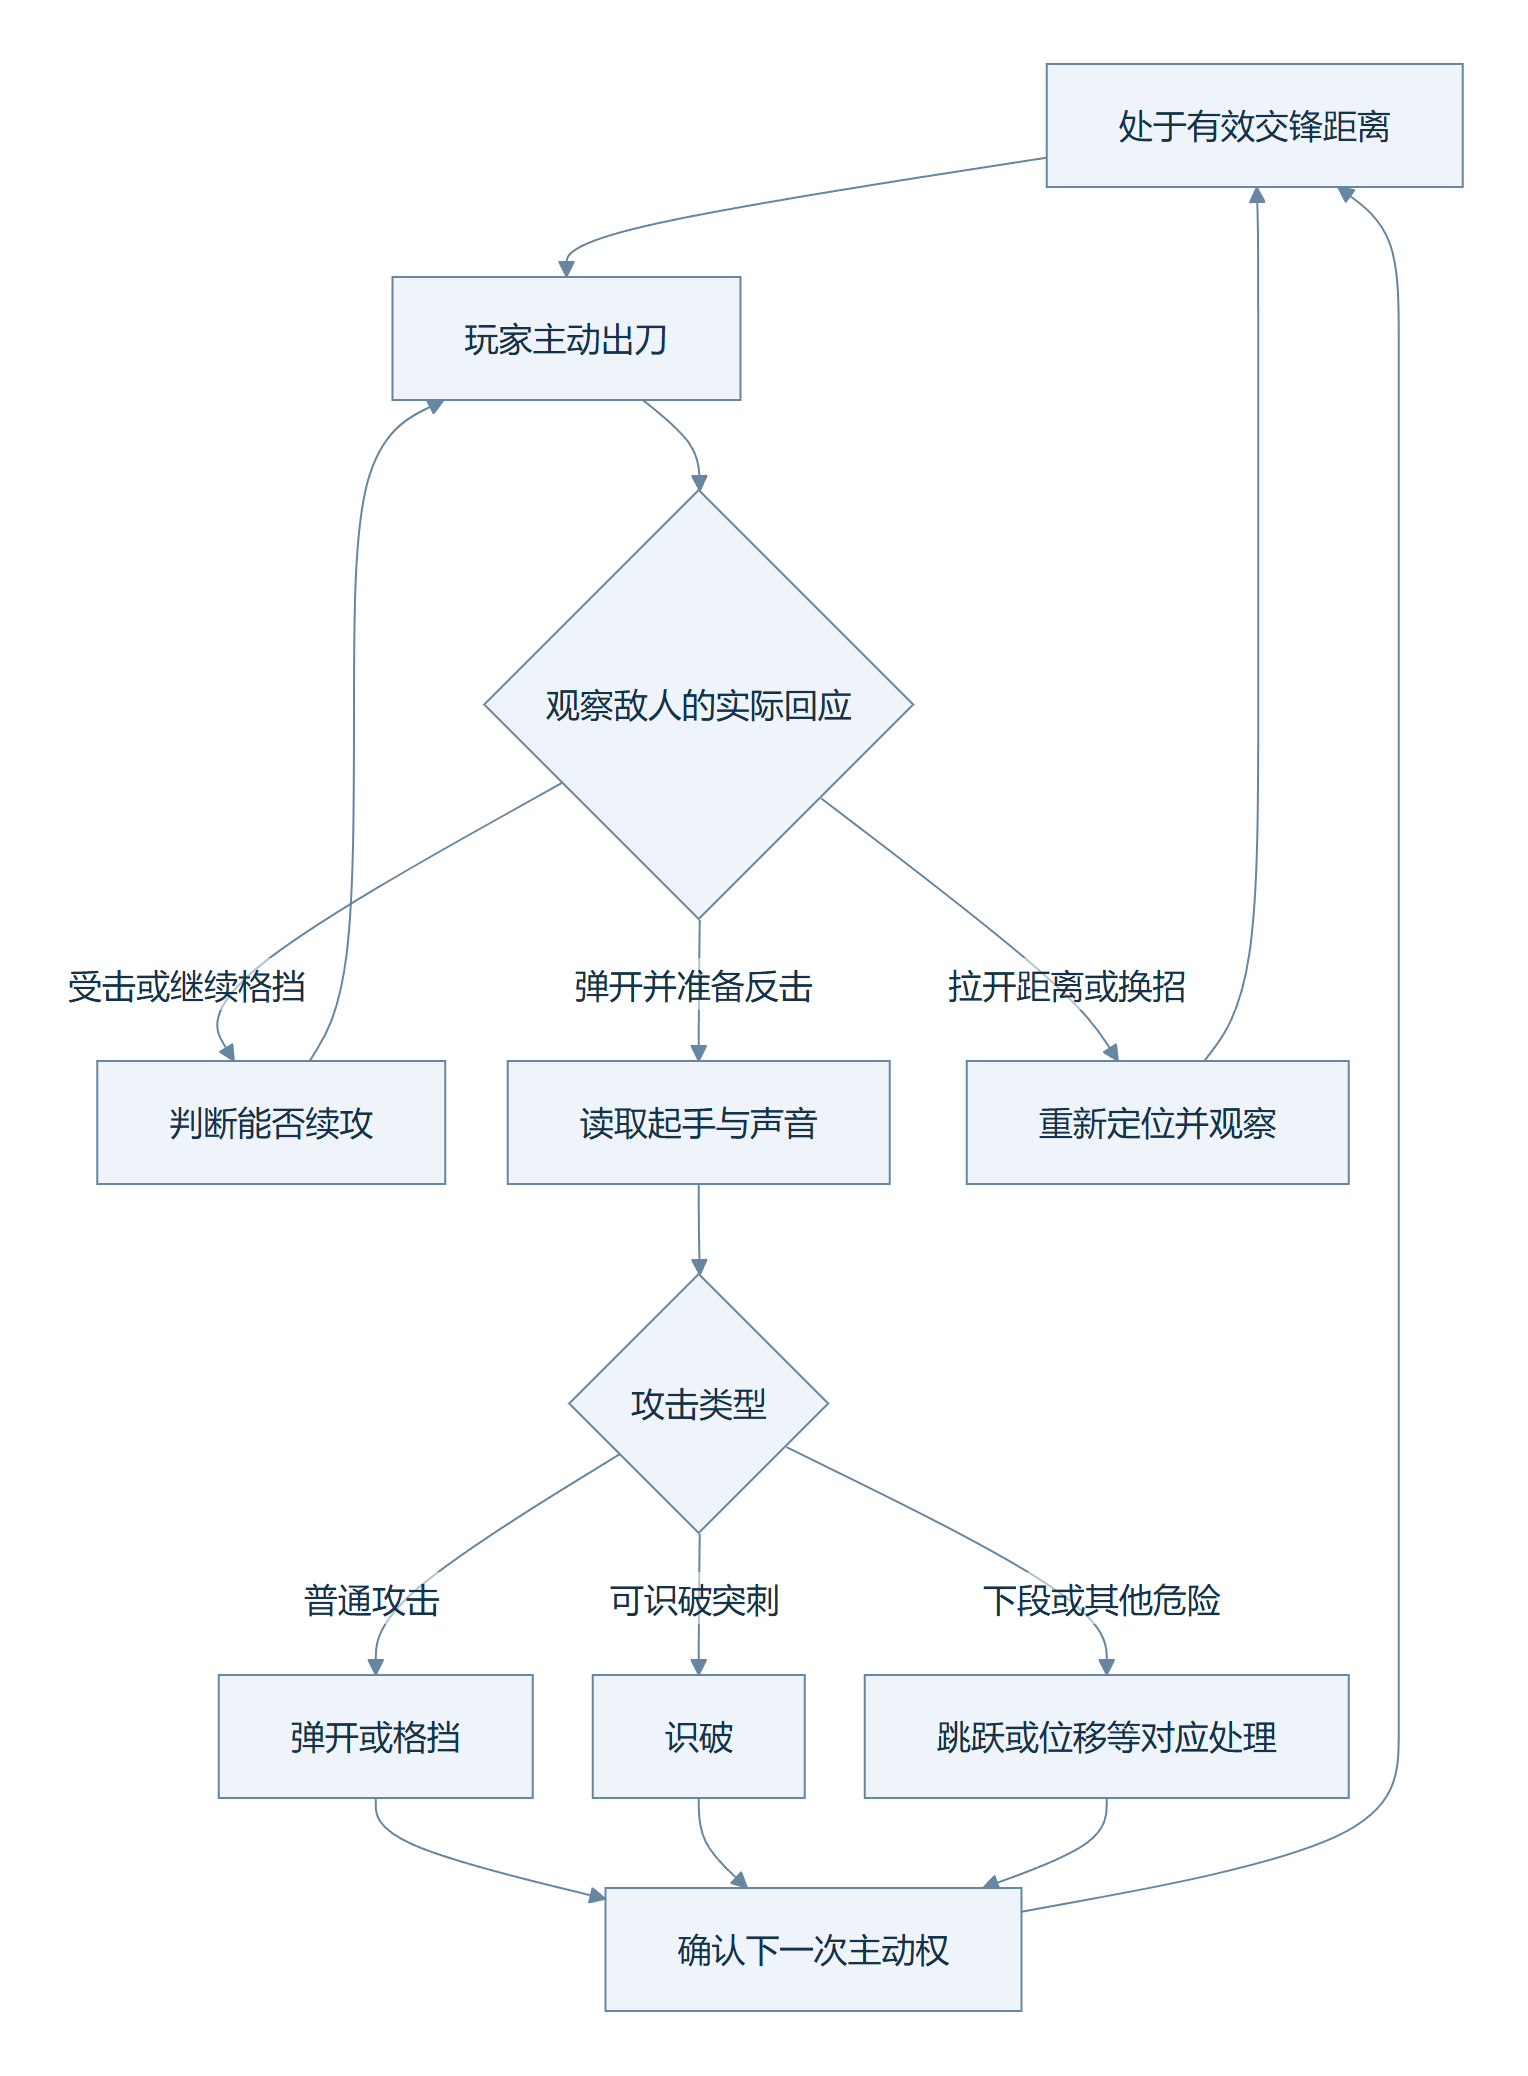 处于有效交锋距离
玩家主动出刀
观察敌人的实际回应
受击或继续格挡
弹开并准备反击
拉开距离或换招
判断能否续攻
读取起手与声音
重新定位并观察
攻击类型
普通攻击
可识破突刺
下段或其他危险
弹开或格挡
识破
跳跃或位移等对应处理
确认下一次主动权